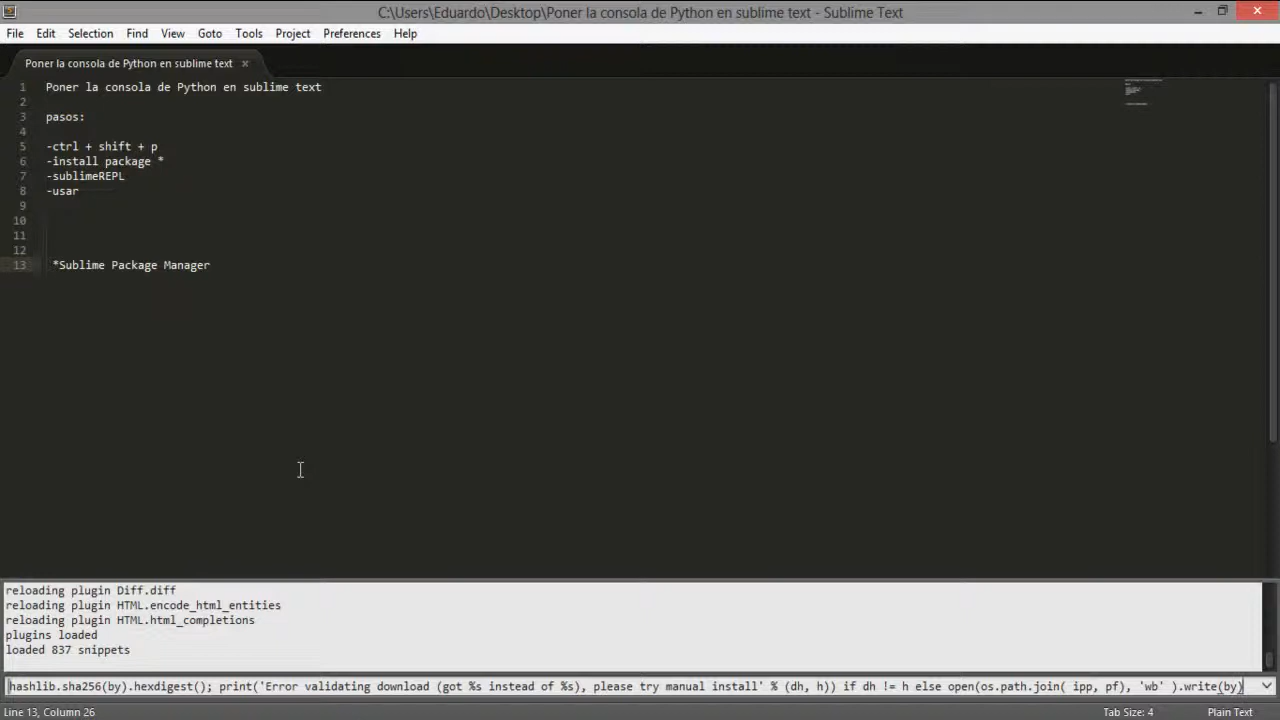 C:\Users\Eduardo\Desktop\Poner la consola de Python en sublime text - Sublime Text
File Edit Selection Find View Goto Tools Project Preferences Help
Poner la consola de Python en sublime text ×
1 Poner la consola de Python en sublime text
2
3 pasos:
4
5 -ctrl + shift + p
6 -install package *
7 -sublimeREPL
8 -usar
9
10
11
12
13 *Sublime Package Manager
reloading plugin Diff.diff
reloading plugin HTML.encode_html_entities
reloading plugin HTML.html_completions
plugins loaded
loaded 837 snippets
hashlib.sha256(by).hexdigest(); print('Error validating download (got %s instead of %s), please try manual install' % (dh, h)) if dh != h else open(os.path.join( ipp, pf), 'wb' ).write(by)
Line 13, Column 26 Tab Size: 4 Plain Text